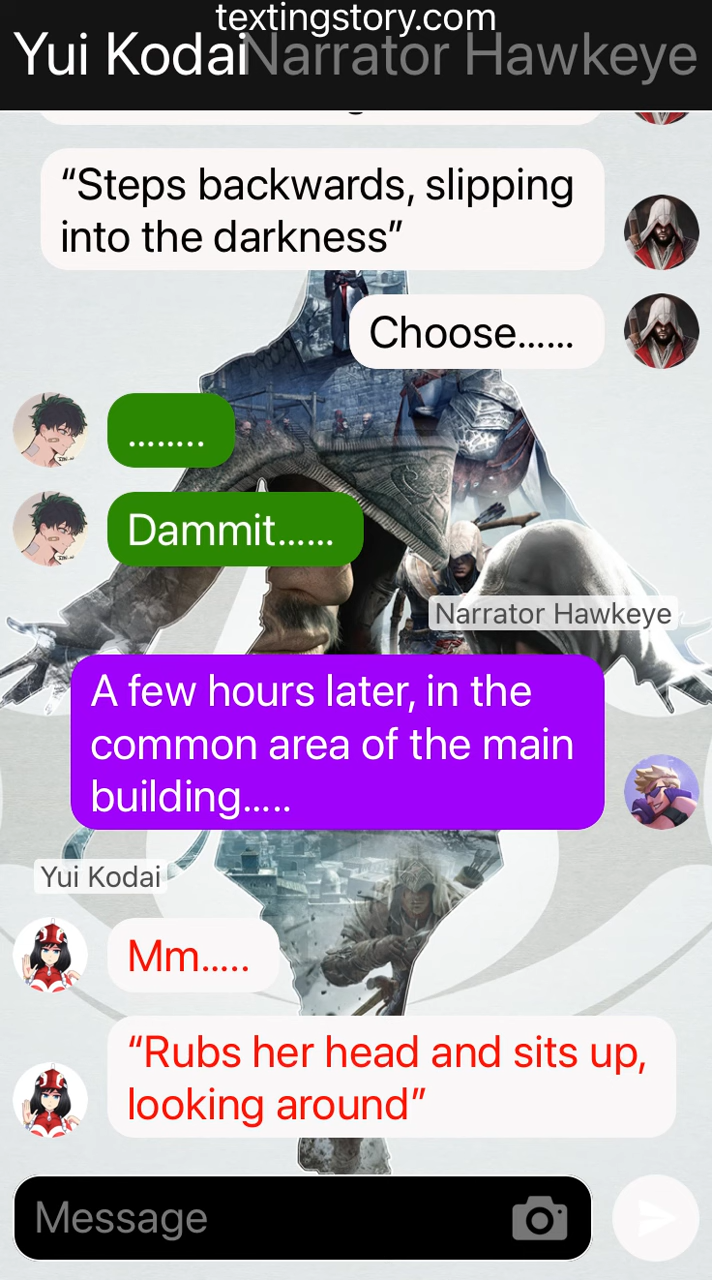 textingstory.com
Yui Kodai Narrator Hawkeye
“Steps backwards, slipping
into the darkness”
Choose......
........
Dammit......
Narrator Hawkeye
A few hours later, in the
common area of the main
building.....
Yui Kodai
Mm.....
“Rubs her head and sits up,
looking around”
Message